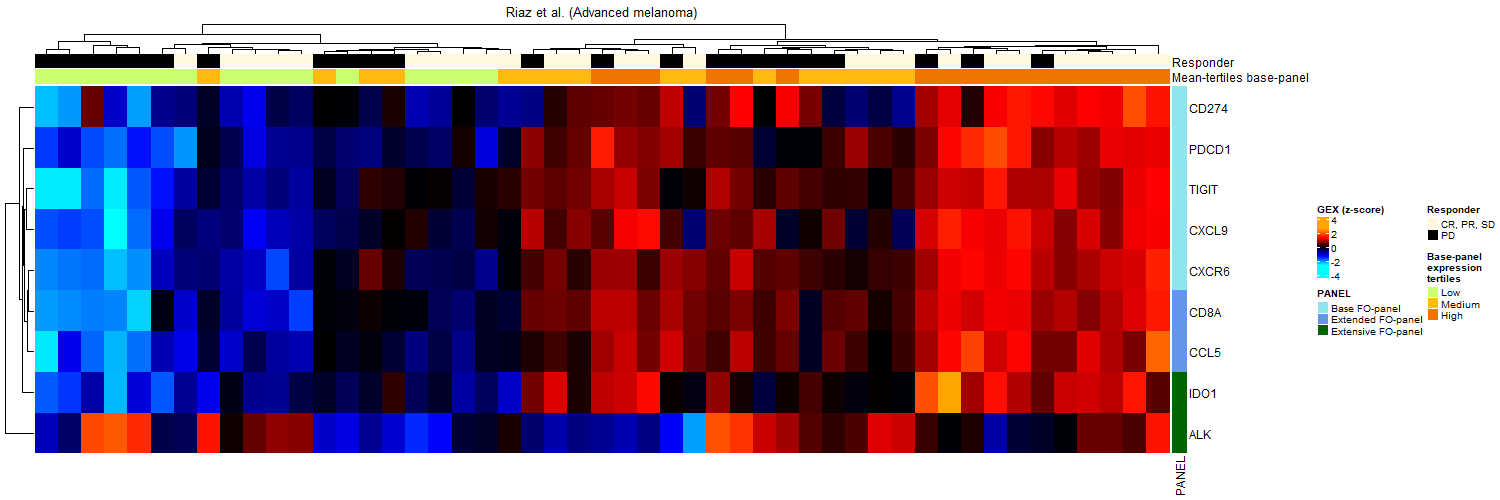 Riaz et al. (Advanced melanoma)
Responder
Mean-tertiles base-panel
CD274
PDCD1
TIGIT
CXCL9
CXCR6
CD8A
CCL5
IDO1
ALK
PANEL
GEX (z-score)
4
2
0
-2
-4
PANEL
Base FO-panel
Extended FO-panel
Extensive FO-panel
Responder
CR, PR, SD
PD
Base-panel
expression
tertiles
Low
Medium
High